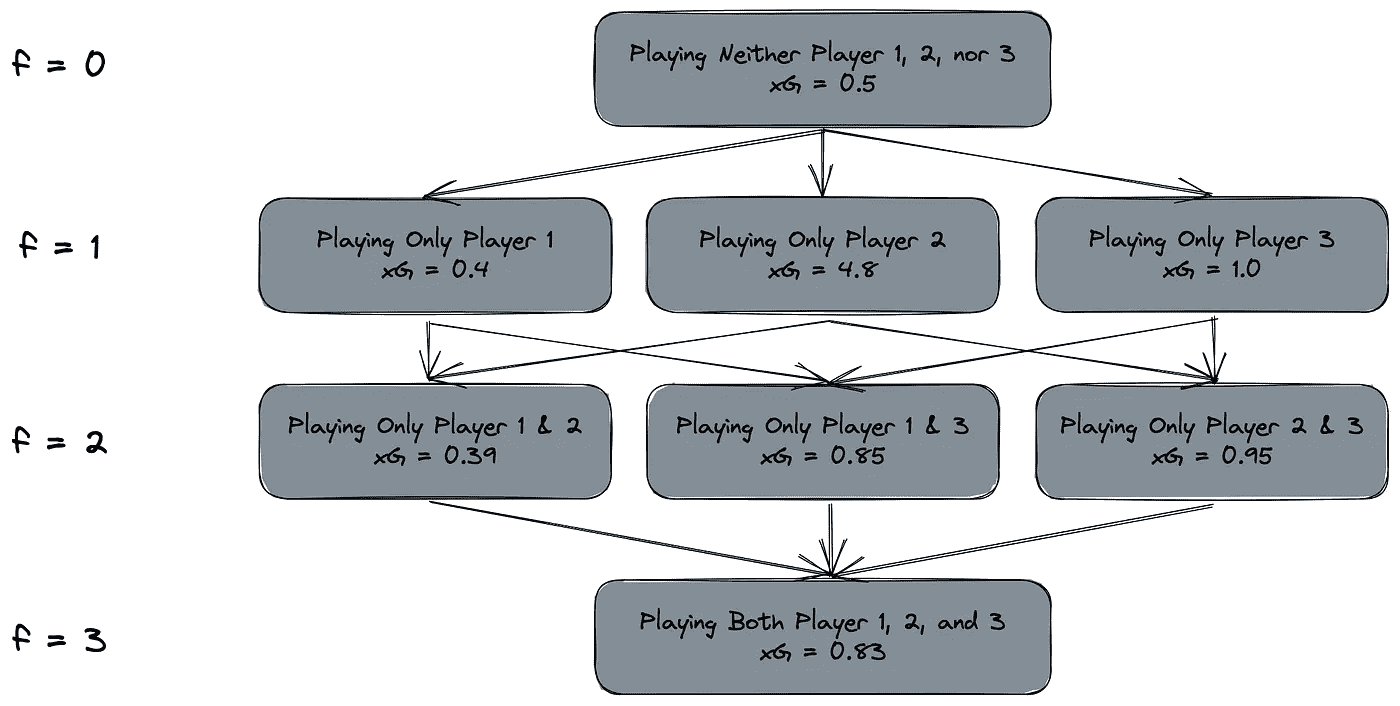 f = 0
Playing Neither Player 1, 2, nor 3
xG = 0.5
f = 1
Playing Only Player 1
xG = 0.4
Playing Only Player 2
xG = 4.8
Playing Only Player 3
xG = 1.0
f = 2
Playing Only Player 1 & 2
xG = 0.39
Playing Only Player 1 & 3
xG = 0.85
Playing Only Player 2 & 3
xG = 0.95
f = 3
Playing Both Player 1, 2, and 3
xG = 0.83